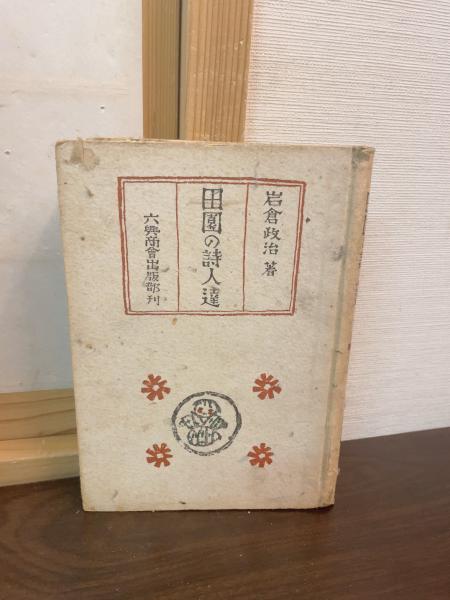 岩倉政治著
田園の詩人達
六興商會出版部刊